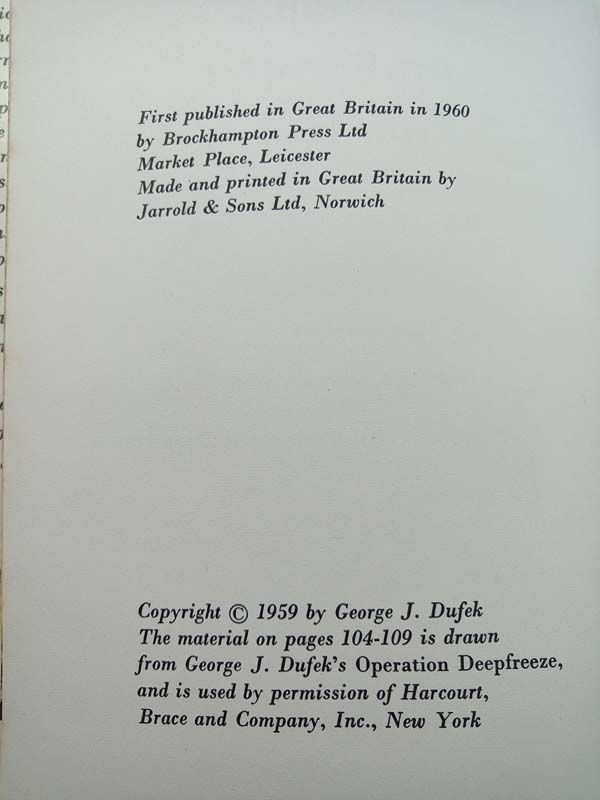 First published in Great Britain in 1960
by Brockhampton Press Ltd
Market Place, Leicester
Made and printed in Great Britain by
Jarrold & Sons Ltd, Norwich
Copyright © 1959 by George J. Dufek
The material on pages 104-109 is drawn
from George J. Dufek's Operation Deepfreeze,
and is used by permission of Harcourt,
Brace and Company, Inc., New York